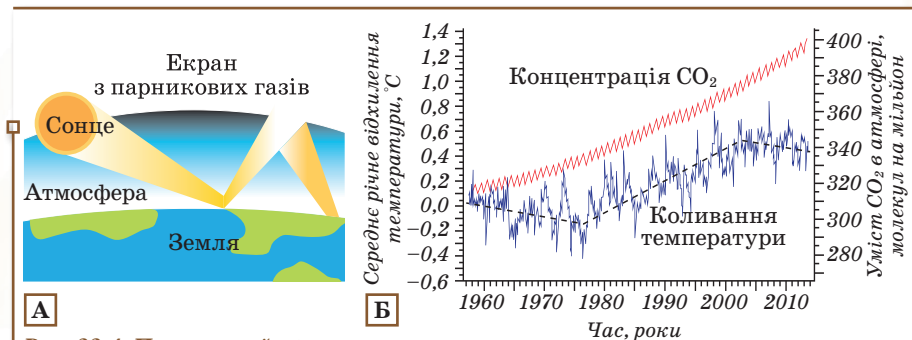 Екран
з парникових газів
Сонце
Атмосфера
Земля
А
Середнє річне відхилення
температури, °С
1,4
1,2
1,0
0,8
0,6
0,4
0,2
0,0
−0,2
−0,4
−0,6
Концентрація CO₂
Коливання
температури
400
380
360
340
320
300
280
Уміст CO₂ в атмосфері,
молекул на мільйон
1960 1970 1980 1990 2000 2010
Час, роки
Б